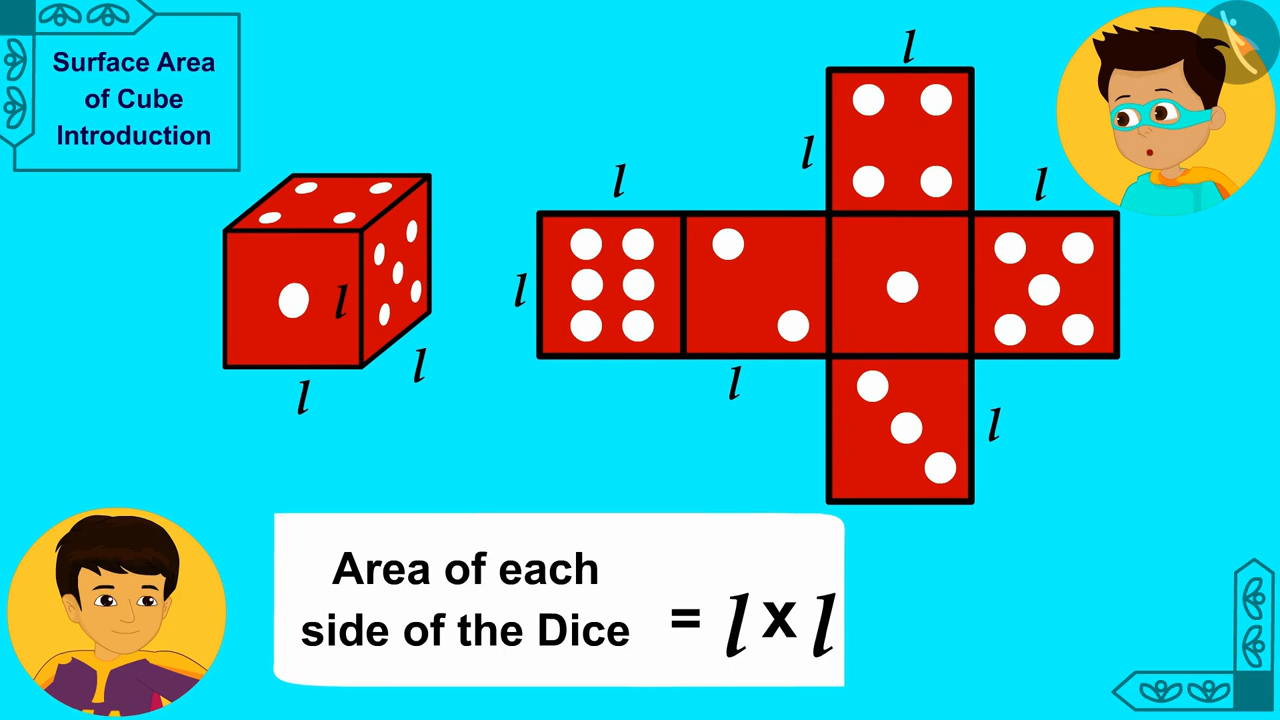 Surface Area
of Cube
Introduction
l
l
l
l
l
l
l
l
l
l
l
Area of each
side of the Dice = l x l